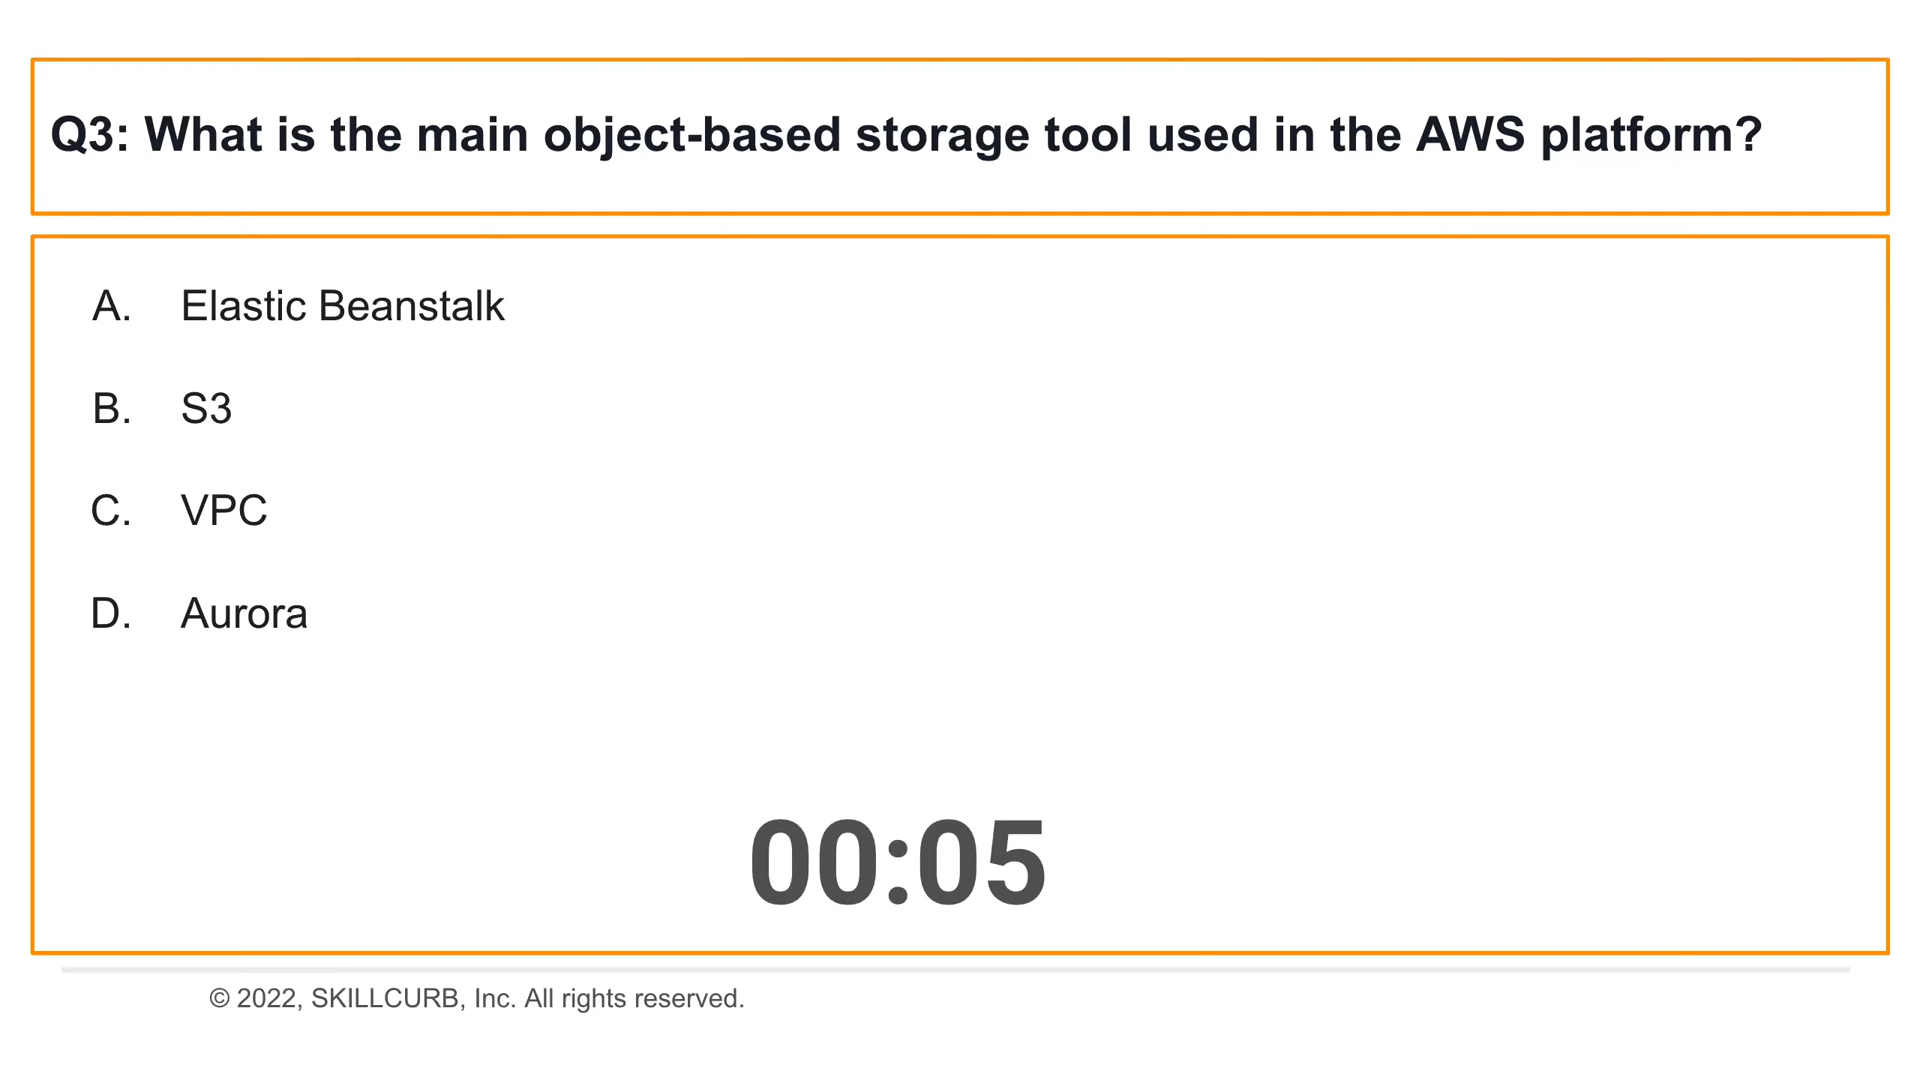 Q3: What is the main object-based storage tool used in the AWS platform?
A. Elastic Beanstalk
B. S3
C. VPC
D. Aurora
00:05
© 2022, SKILLCURB, Inc. All rights reserved.